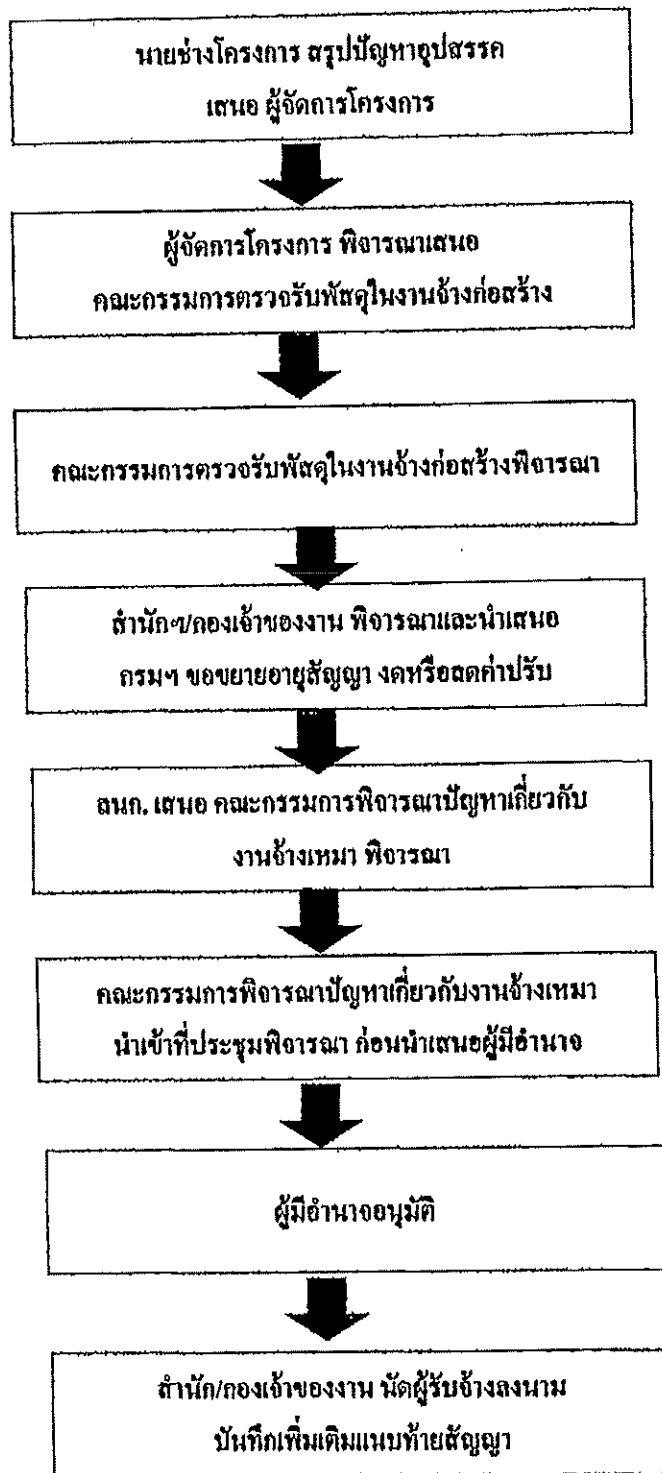 นายช่างโครงการ สรุปปัญหาอุปสรรค
เสนอ ผู้จัดการโครงการ
ผู้จัดการโครงการ พิจารณาเสนอ
คณะกรรมการตรวจรับพัสดุในงานจ้างก่อสร้าง
คณะกรรมการตรวจรับพัสดุในงานจ้างก่อสร้างพิจารณา
สำนักฯ/กองเจ้าของงาน พิจารณาและนำเสนอ
กรมฯ ขอขยายอายุสัญญา งดหรือลดค่าปรับ
สนก. เสนอ คณะกรรมการพิจารณาปัญหาเกี่ยวกับ
งานจ้างเหมา พิจารณา
คณะกรรมการพิจารณาปัญหาเกี่ยวกับงานจ้างเหมา
นำเข้าที่ประชุมพิจารณา ก่อนนำเสนอผู้มีอำนาจ
ผู้มีอำนาจอนุมัติ
สำนัก/กองเจ้าของงาน นัดผู้รับจ้างลงนาม
บันทึกเพิ่มเติมแนบท้ายสัญญา